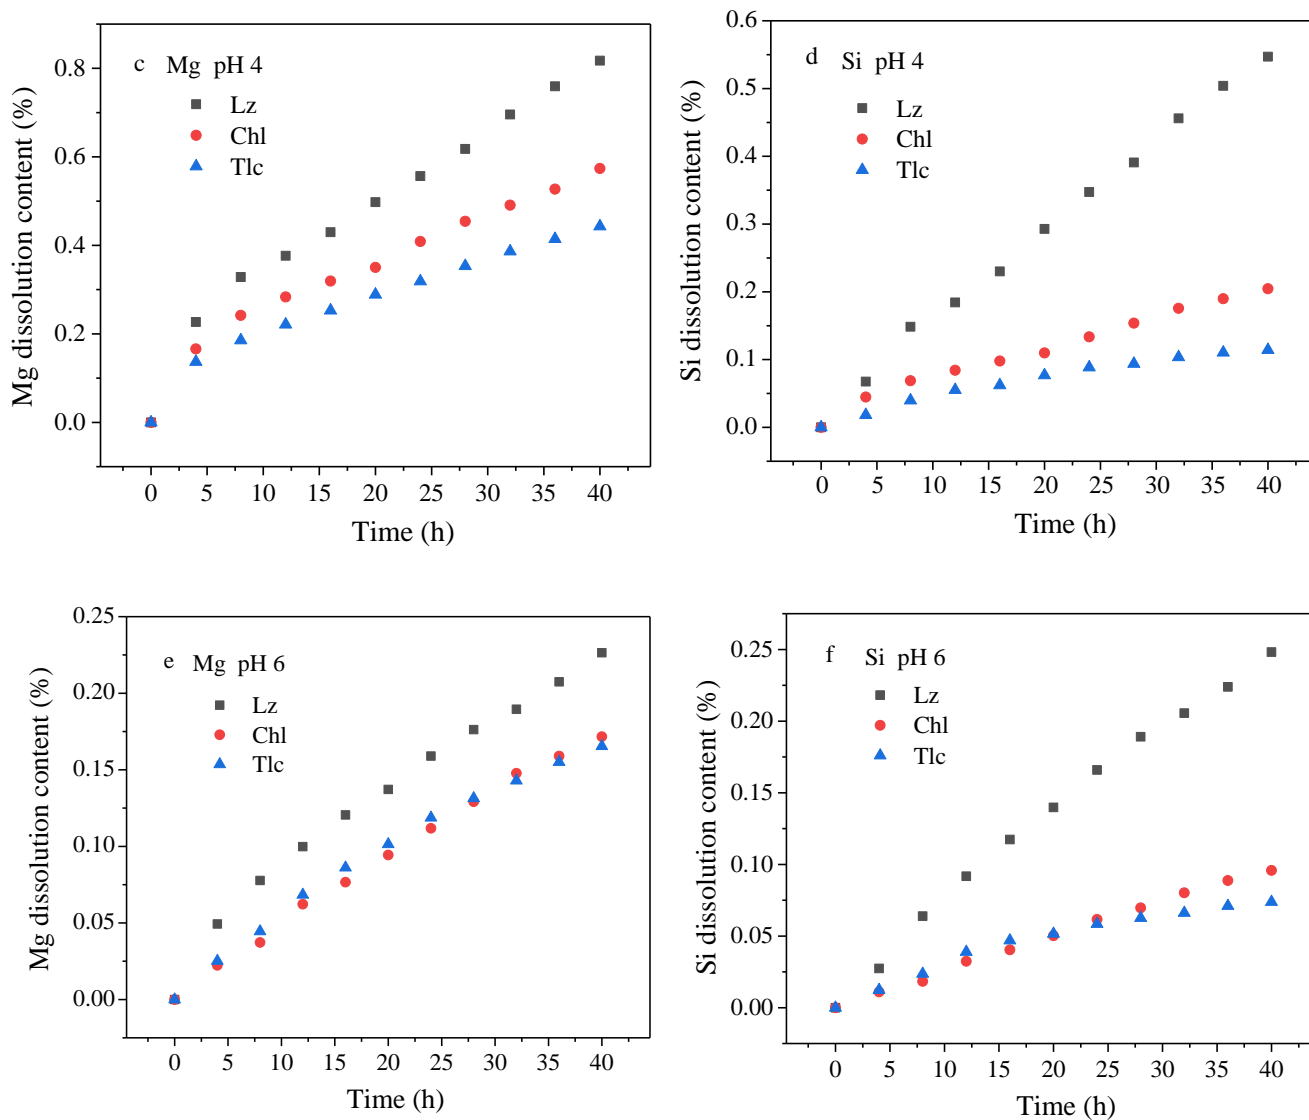 c Mg pH 4
Lz
Chl
Tlc
Mg dissolution content (%)
0.8
0.6
0.4
0.2
0.0
0 5 10 15 20 25 30 35 40
Time (h)
d Si pH 4
Lz
Chl
Tlc
Si dissolution content (%)
0.6
0.5
0.4
0.3
0.2
0.1
0.0
0 5 10 15 20 25 30 35 40
Time (h)
e Mg pH 6
Lz
Chl
Tlc
Mg dissolution content (%)
0.25
0.20
0.15
0.10
0.05
0.00
0 5 10 15 20 25 30 35 40
Time (h)
f Si pH 6
Lz
Chl
Tlc
Si dissolution content (%)
0.25
0.20
0.15
0.10
0.05
0.00
0 5 10 15 20 25 30 35 40
Time (h)